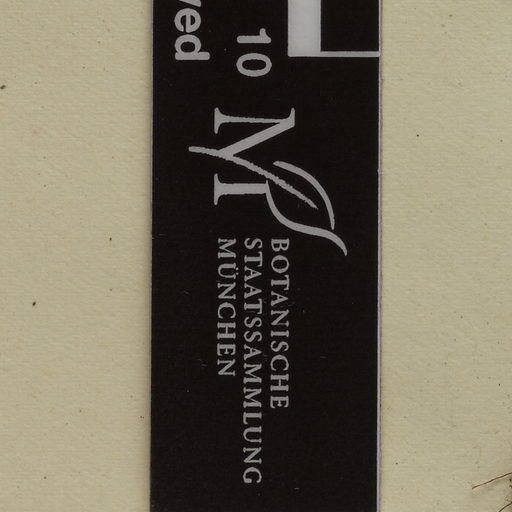 10
BOTANISCHE
STAATSSAMMLUNG
MÜNCHEN